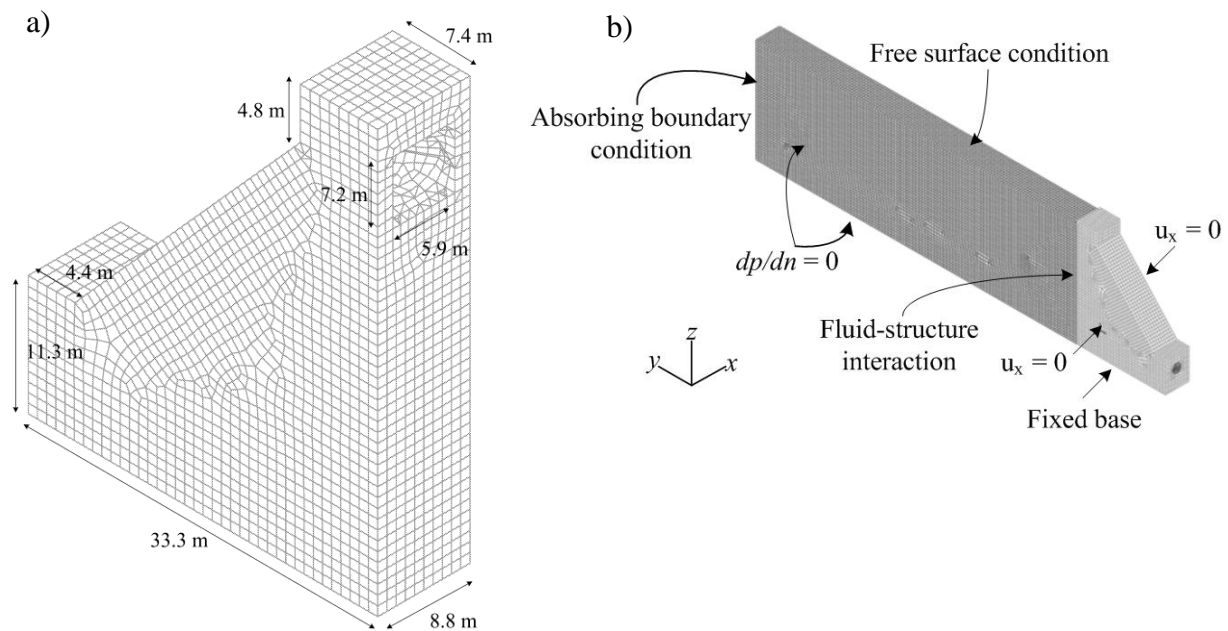 a)
7.4 m
4.8 m
7.2 m
5.9 m
4.4 m
11.3 m
33.3 m
8.8 m
b)
Free surface condition
Absorbing boundary
condition
uₓ = 0
dp/dn = 0
Fluid-structure
interaction
uₓ = 0
Fixed base
z
y
x